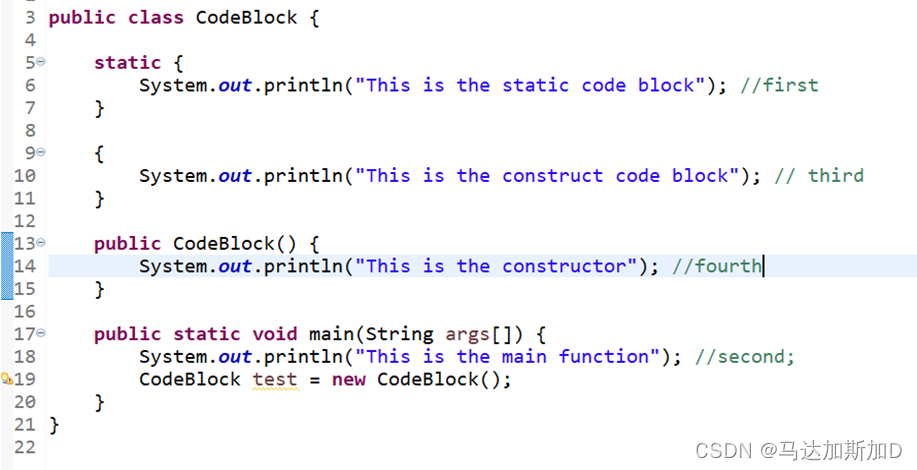 3 public class CodeBlock {
4
5 static {
6 System.out.println("This is the static code block"); //first
7 }
8
9 {
10 System.out.println("This is the construct code block"); // third
11 }
12
13 public CodeBlock() {
14 System.out.println("This is the constructor"); //fourth
15 }
16
17 public static void main(String args[]) {
18 System.out.println("This is the main function"); //second;
19 CodeBlock test = new CodeBlock();
20 }
21 }
22
CSDN @马达加斯加D